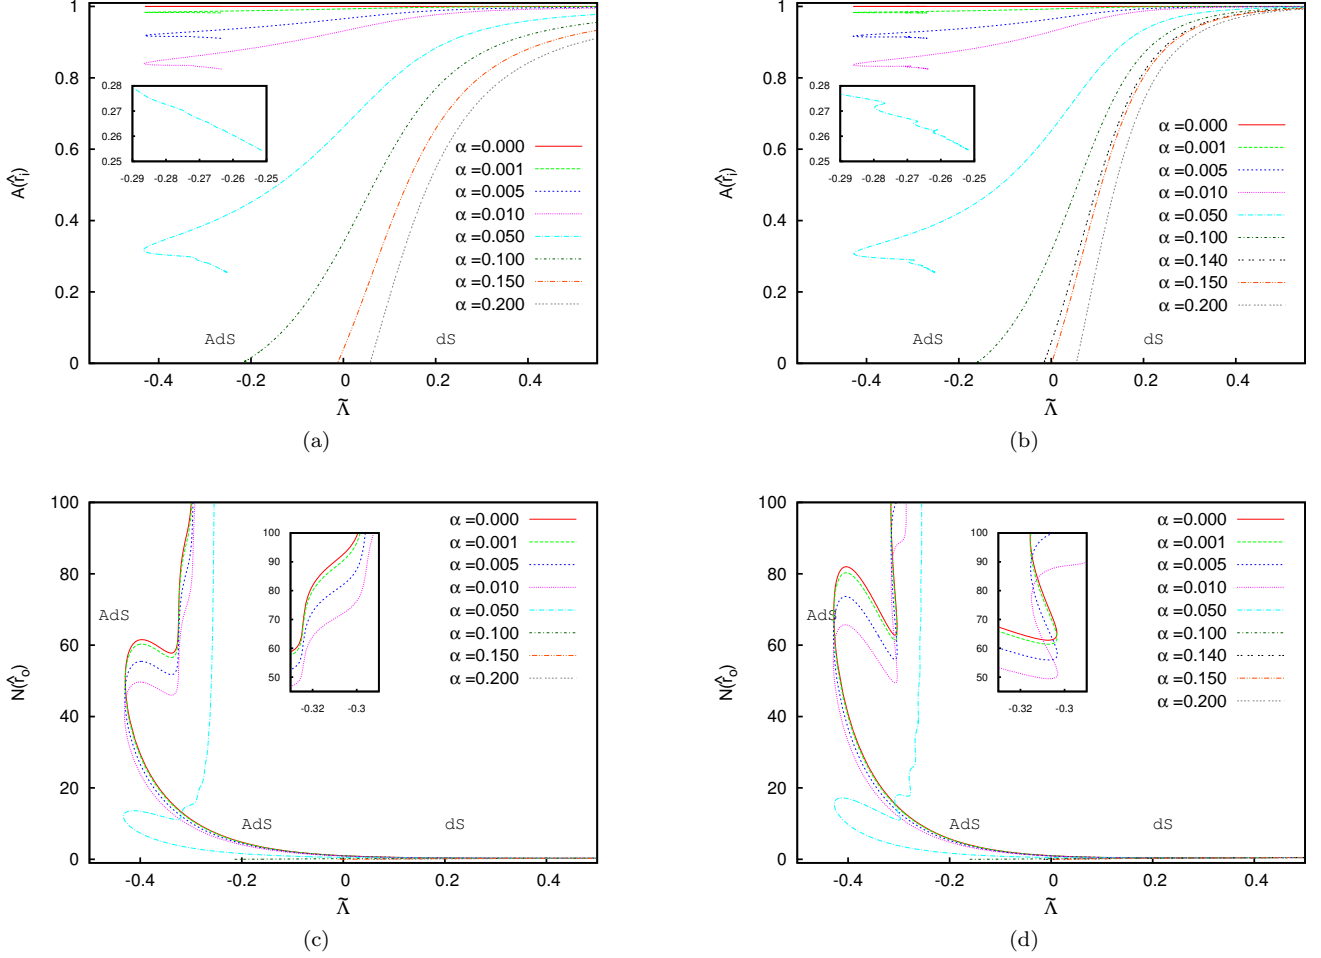 1
0.8
0.6
0.4
0.2
0
A(r̂ᵢ)
0.28
0.27
0.26
0.25
-0.29 -0.28 -0.27 -0.26 -0.25
α =0.000
α =0.001
α =0.005
α =0.010
α =0.050
α =0.100
α =0.150
α =0.200
AdS dS
-0.4 -0.2 0 0.2 0.4
Λ̃
(a)
1
0.8
0.6
0.4
0.2
0
A(r̂ᵢ)
0.28
0.27
0.26
0.25
-0.29 -0.28 -0.27 -0.26 -0.25
α =0.000
α =0.001
α =0.005
α =0.010
α =0.050
α =0.100
α =0.140
α =0.150
α =0.200
AdS dS
-0.4 -0.2 0 0.2 0.4
Λ̃
(b)
100
80
60
40
20
0
N(r̂ₒ)
100
90
80
70
60
50
-0.32 -0.3
α =0.000
α =0.001
α =0.005
α =0.010
α =0.050
α =0.100
α =0.150
α =0.200
AdS
AdS dS
-0.4 -0.2 0 0.2 0.4
Λ̃
(c)
100
80
60
40
20
0
N(r̂ₒ)
100
90
80
70
60
50
-0.32 -0.3
α =0.000
α =0.001
α =0.005
α =0.010
α =0.050
α =0.100
α =0.140
α =0.150
α =0.200
AdS
AdS dS
-0.4 -0.2 0 0.2 0.4
Λ̃
(d)